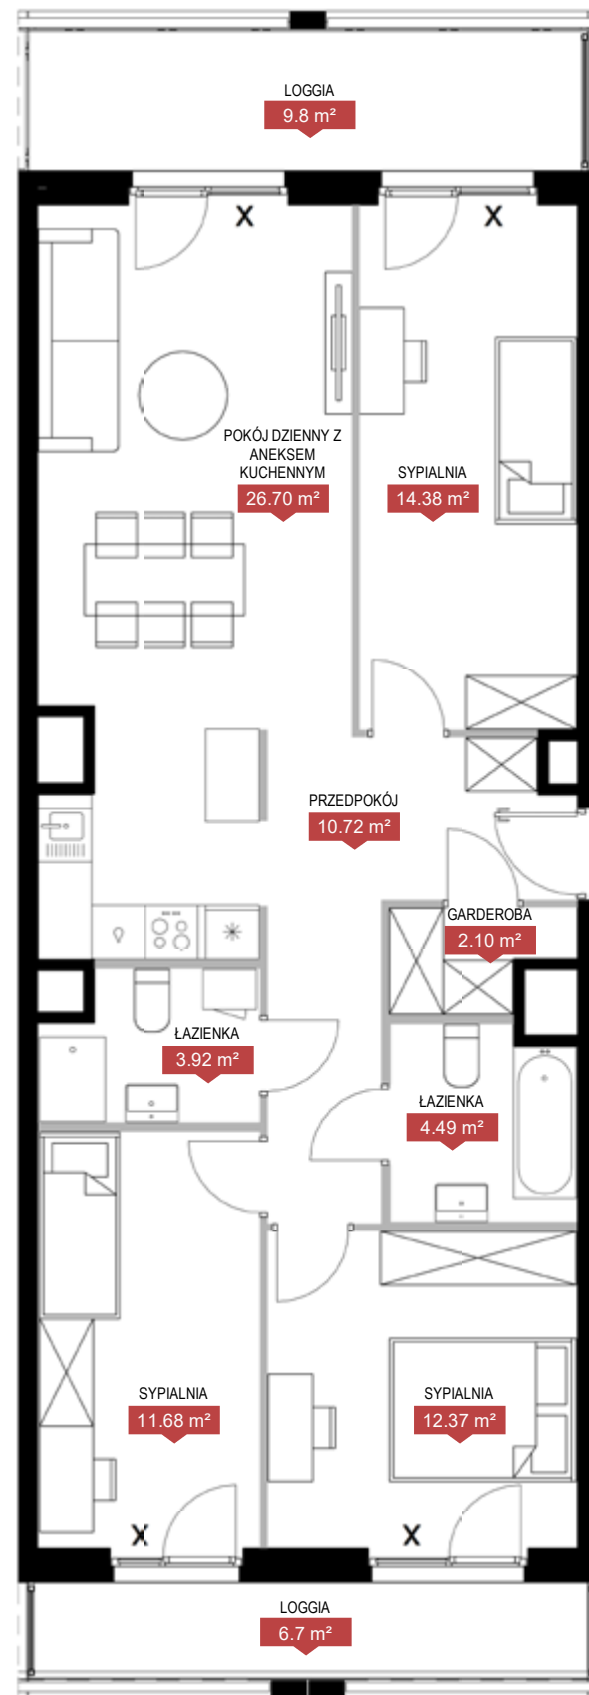 LOGGIA
9.8 m²
X
X
POKÓJ DZIENNY Z
ANEKSEM
KUCHENNYM
26.70 m²
SYPIALNIA
14.38 m²
PRZEDPOKÓJ
10.72 m²
GARDEROBA
2.10 m²
ŁAZIENKA
3.92 m²
ŁAZIENKA
4.49 m²
SYPIALNIA
11.68 m²
SYPIALNIA
12.37 m²
X
X
LOGGIA
6.7 m²